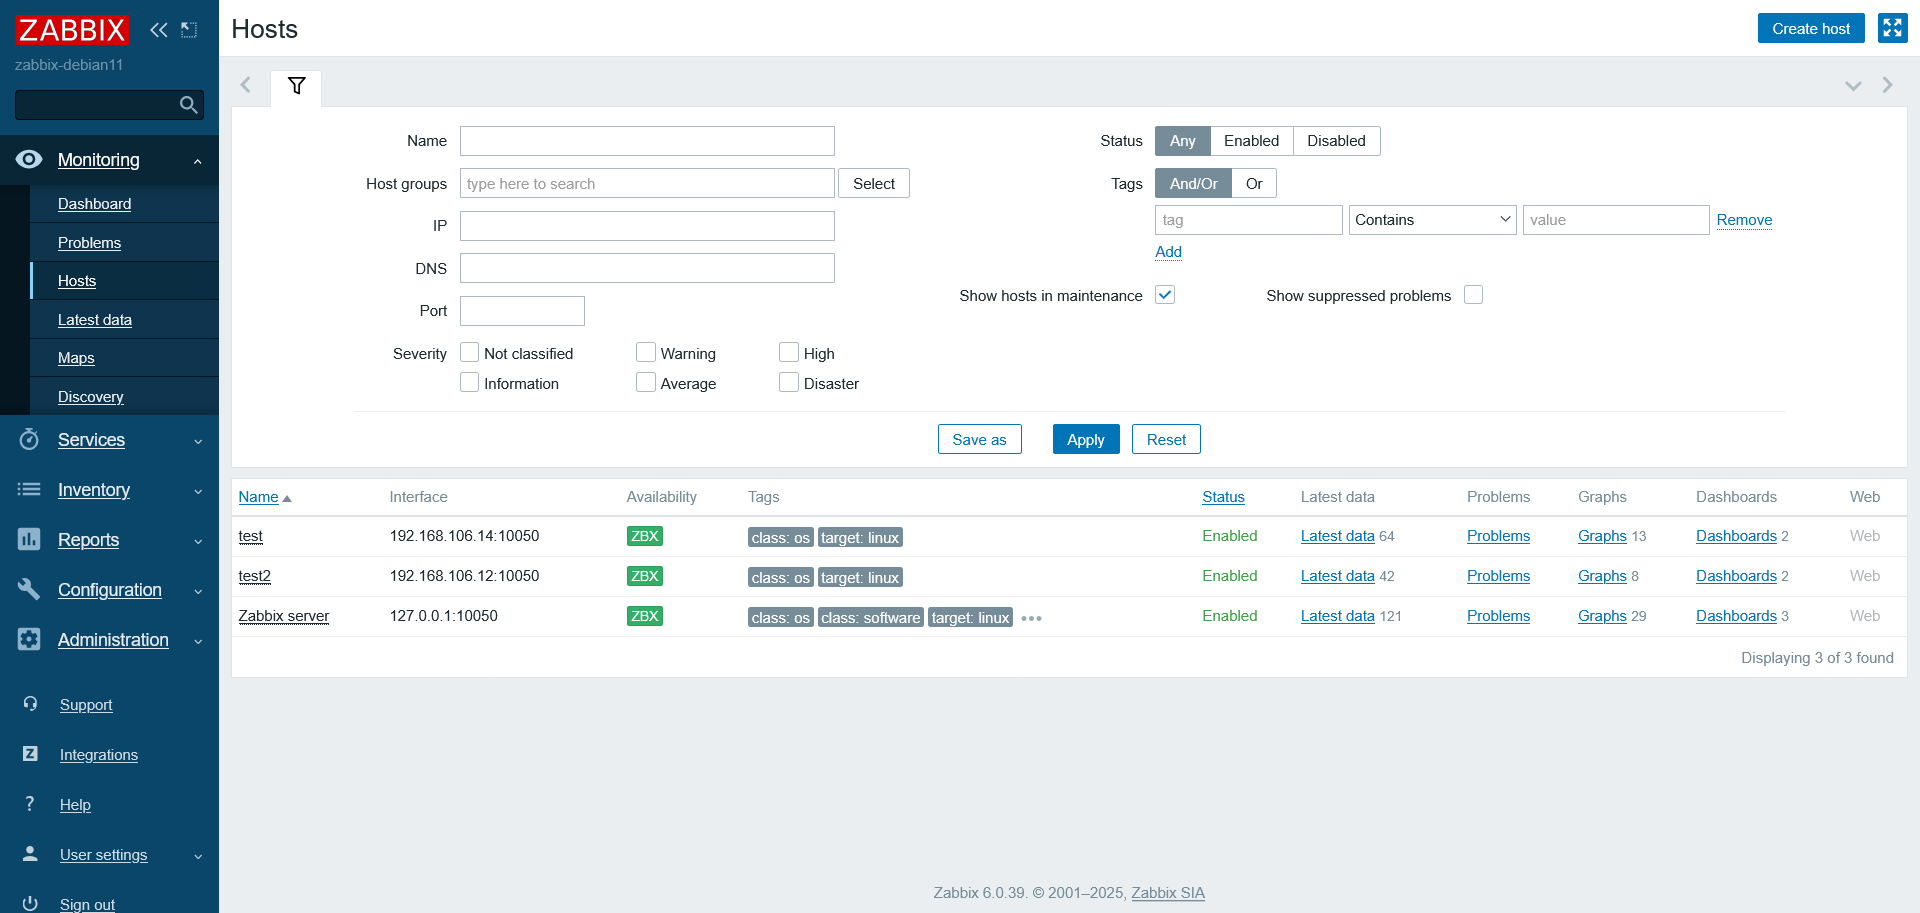 ZABBIX
zabbix-debian11
Monitoring
Dashboard
Problems
Hosts
Latest data
Maps
Discovery
Services
Inventory
Reports
Configuration
Administration
Support
Integrations
Help
User settings
Sign out
Hosts
Create host
Name
Host groups type here to search Select
IP
DNS
Port
Severity Not classified Warning High
Information Average Disaster
Status Any Enabled Disabled
Tags And/Or Or
tag Contains value Remove
Add
Show hosts in maintenance Show suppressed problems
Save as Apply Reset
Name Interface Availability Tags Status Latest data Problems Graphs Dashboards Web
test 192.168.106.14:10050 ZBX class: os target: linux Enabled Latest data 64 Problems Graphs 13 Dashboards 2 Web
test2 192.168.106.12:10050 ZBX class: os target: linux Enabled Latest data 42 Problems Graphs 8 Dashboards 2 Web
Zabbix server 127.0.0.1:10050 ZBX class: os class: software target: linux ••• Enabled Latest data 121 Problems Graphs 29 Dashboards 3 Web
Displaying 3 of 3 found
Zabbix 6.0.39. © 2001–2025, Zabbix SIA